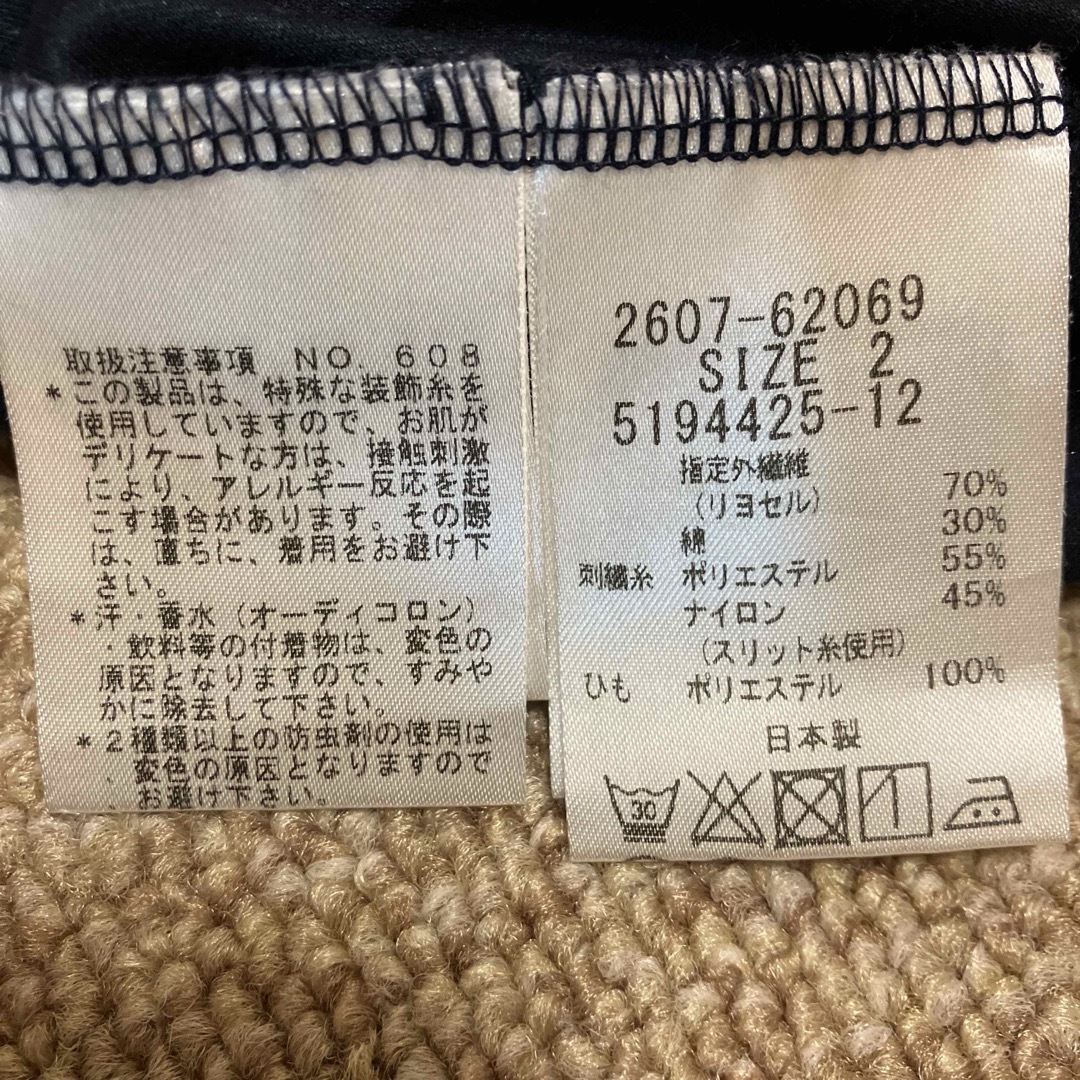 取扱注意事項 NO.608
*この製品は、特殊な装飾糸を
使用していますので、お肌が
デリケートな方は、接触刺激
により、アレルギー反応を起
こす場合があります。その際
は、直ちに、着用をお避け下
さい。
*汗・香水(オーディコロン)
・飲料等の付着物は、変色の
原因となりますので、すみや
かに除去して下さい。
*2種類以上の防虫剤の使用は
、変色の原因となりますので
、お避け下さい。
2607-62069
SIZE 2
5194425-12
指定外繊維
(リヨセル) 70%
綿 30%
刺繍糸 ポリエステル 55%
ナイロン 45%
(スリット糸使用)
ひも ポリエステル 100%
日本製
30